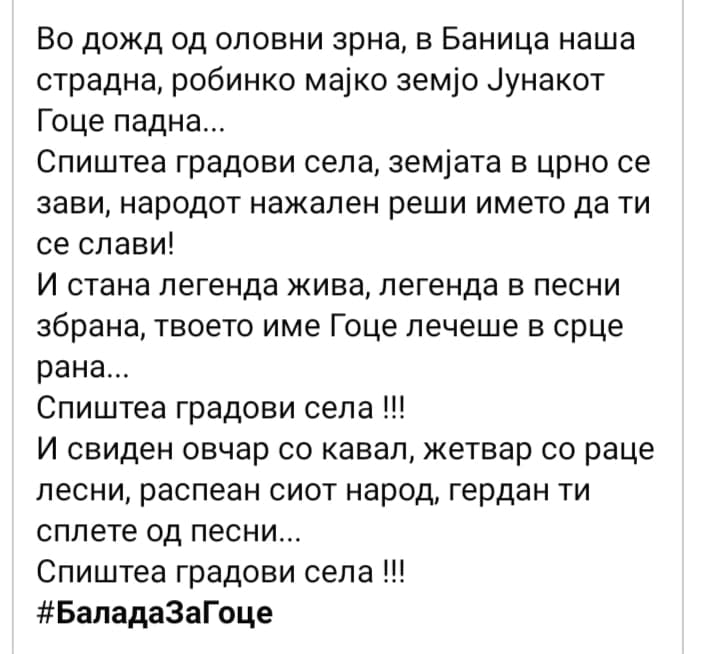 Во дожд од оловни зрна, в Баница наша
страдна, робинко мајко земјо Јунакот
Гоце падна...
Спиштеа градови села, земјата в црно се
зави, народот нажален реши името да ти
се слави!
И стана легенда жива, легенда в песни
збрана, твоето име Гоце лечеше в срце
рана...
Спиштеа градови села !!!
И свиден овчар со кавал, жетвар со раце
лесни, распеан сиот народ, гердан ти
сплете од песни...
Спиштеа градови села !!!
#БаладаЗаГоце